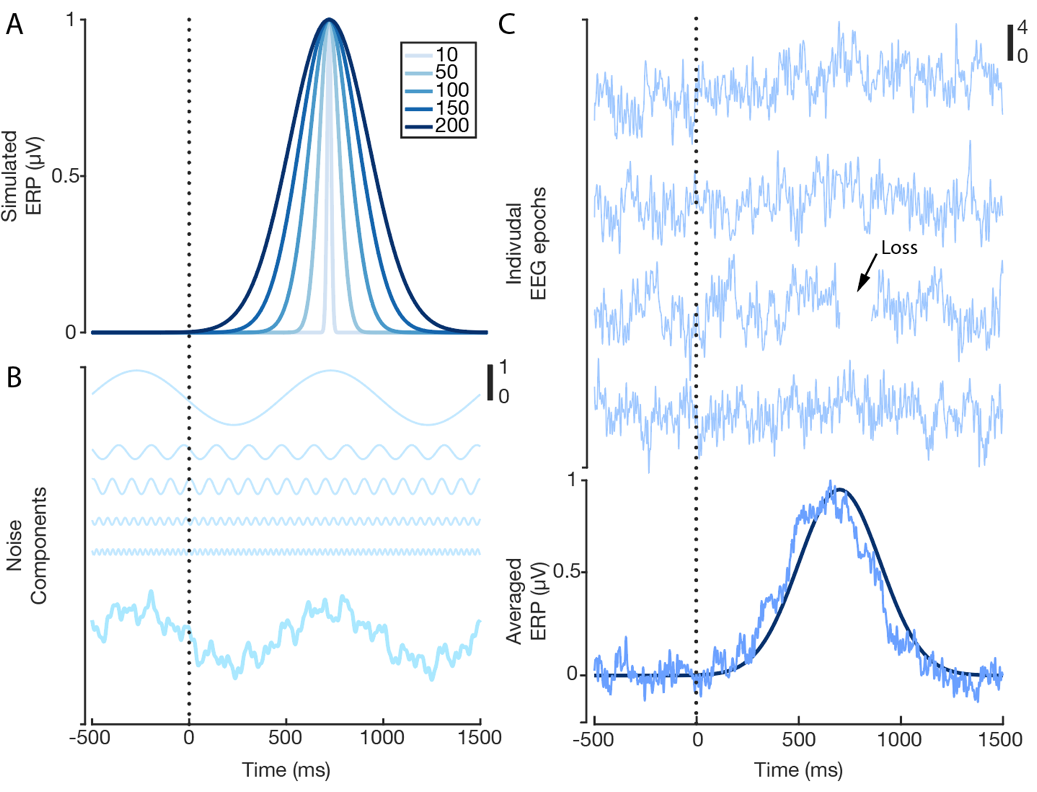 A
1
0.5
0
Simulated
ERP (µV)
10
50
100
150
200
B
1
0
Noise
Components
-500
0
500
1000
1500
Time (ms)
C
4
0
Indivudal
EEG epochs
Loss
1
0.5
0
Averaged
ERP (µV)
-500
0
500
1000
1500
Time (ms)